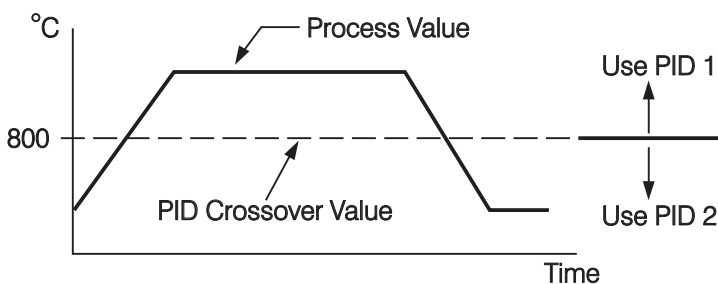 °C
Process Value
Use PID 1
800
PID Crossover Value
Use PID 2
Time